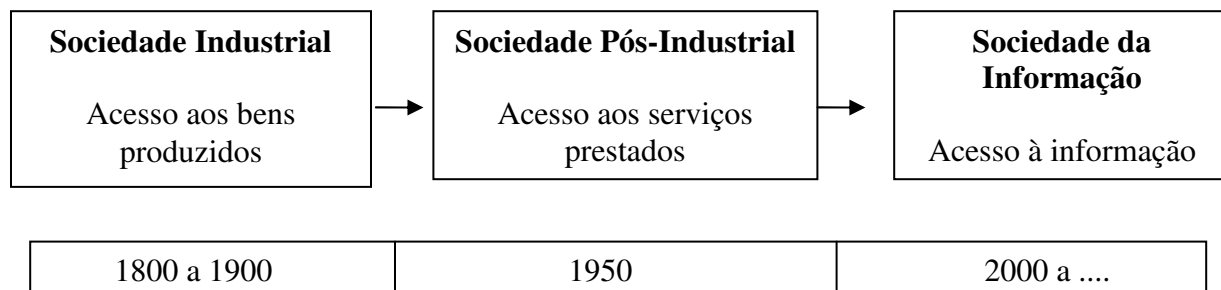 Sociedade Industrial
Acesso aos bens
produzidos
Sociedade Pós-Industrial
Acesso aos serviços
prestados
Sociedade da
Informação
Acesso à informação
1800 a 1900
1950
2000 a ....